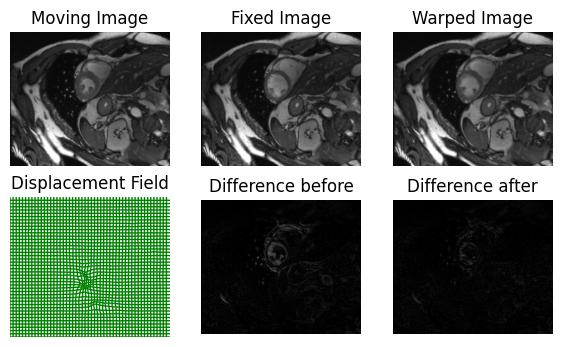 Moving Image
Fixed Image
Warped Image
Displacement Field
Difference before
Difference after